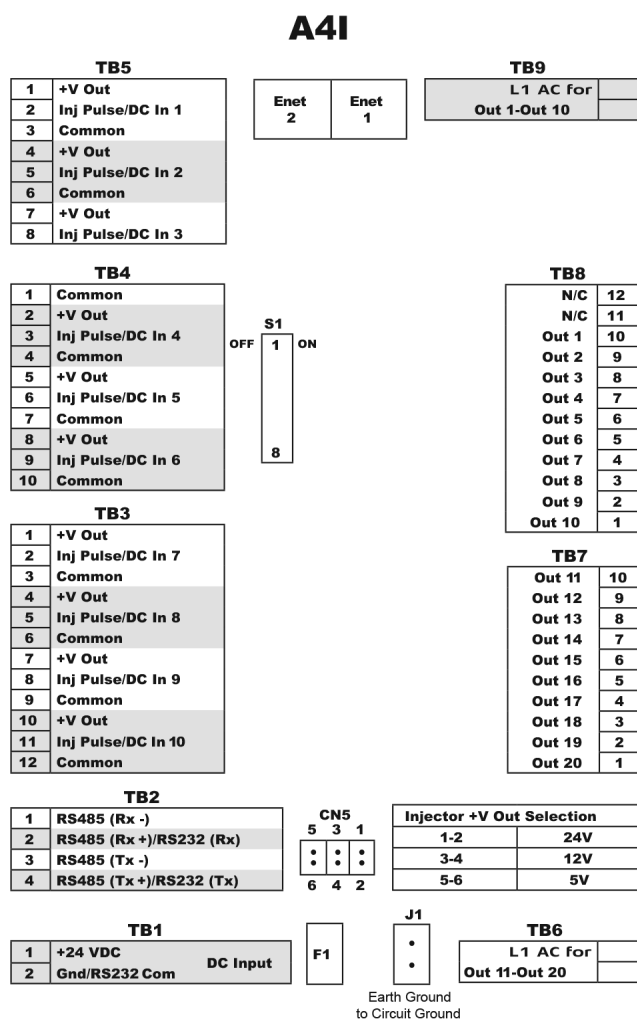 A4I
TB5
1 +V Out
2 Inj Pulse/DC In 1
3 Common
4 +V Out
5 Inj Pulse/DC In 2
6 Common
7 +V Out
8 Inj Pulse/DC In 3
Enet 2
Enet 1
TB9
L1 AC for
Out 1-Out 10
TB4
1 Common
2 +V Out
3 Inj Pulse/DC In 4
4 Common
5 +V Out
6 Inj Pulse/DC In 5
7 Common
8 +V Out
9 Inj Pulse/DC In 6
10 Common
S1
OFF 1 ON
8
TB8
N/C 12
N/C 11
Out 1 10
Out 2 9
Out 3 8
Out 4 7
Out 5 6
Out 6 5
Out 7 4
Out 8 3
Out 9 2
Out 10 1
TB3
1 +V Out
2 Inj Pulse/DC In 7
3 Common
4 +V Out
5 Inj Pulse/DC In 8
6 Common
7 +V Out
8 Inj Pulse/DC In 9
9 Common
10 +V Out
11 Inj Pulse/DC In 10
12 Common
TB7
Out 11 10
Out 12 9
Out 13 8
Out 14 7
Out 15 6
Out 16 5
Out 17 4
Out 18 3
Out 19 2
Out 20 1
TB2
1 RS485 (Rx -)
2 RS485 (Rx +)/RS232 (Rx)
3 RS485 (Tx -)
4 RS485 (Tx +)/RS232 (Tx)
CN5
5 3 1
6 4 2
Injector +V Out Selection
1-2 24V
3-4 12V
5-6 5V
TB1
1 +24 VDC
2 Gnd/RS232 Com
DC Input
F1
J1
Earth Ground
to Circuit Ground
TB6
L1 AC for
Out 11-Out 20